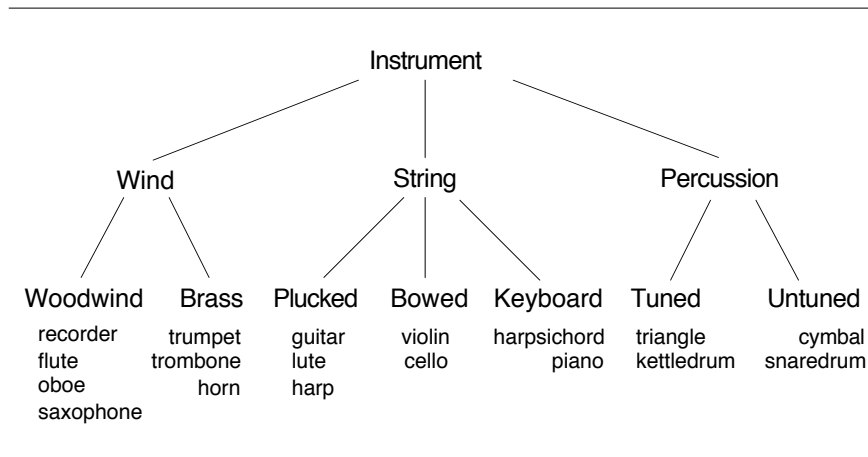 Instrument
Wind String Percussion
Woodwind Brass Plucked Bowed Keyboard Tuned Untuned
recorder trumpet guitar violin harpsichord triangle cymbal
flute trombone lute cello piano kettledrum snaredrum
oboe horn harp
saxophone